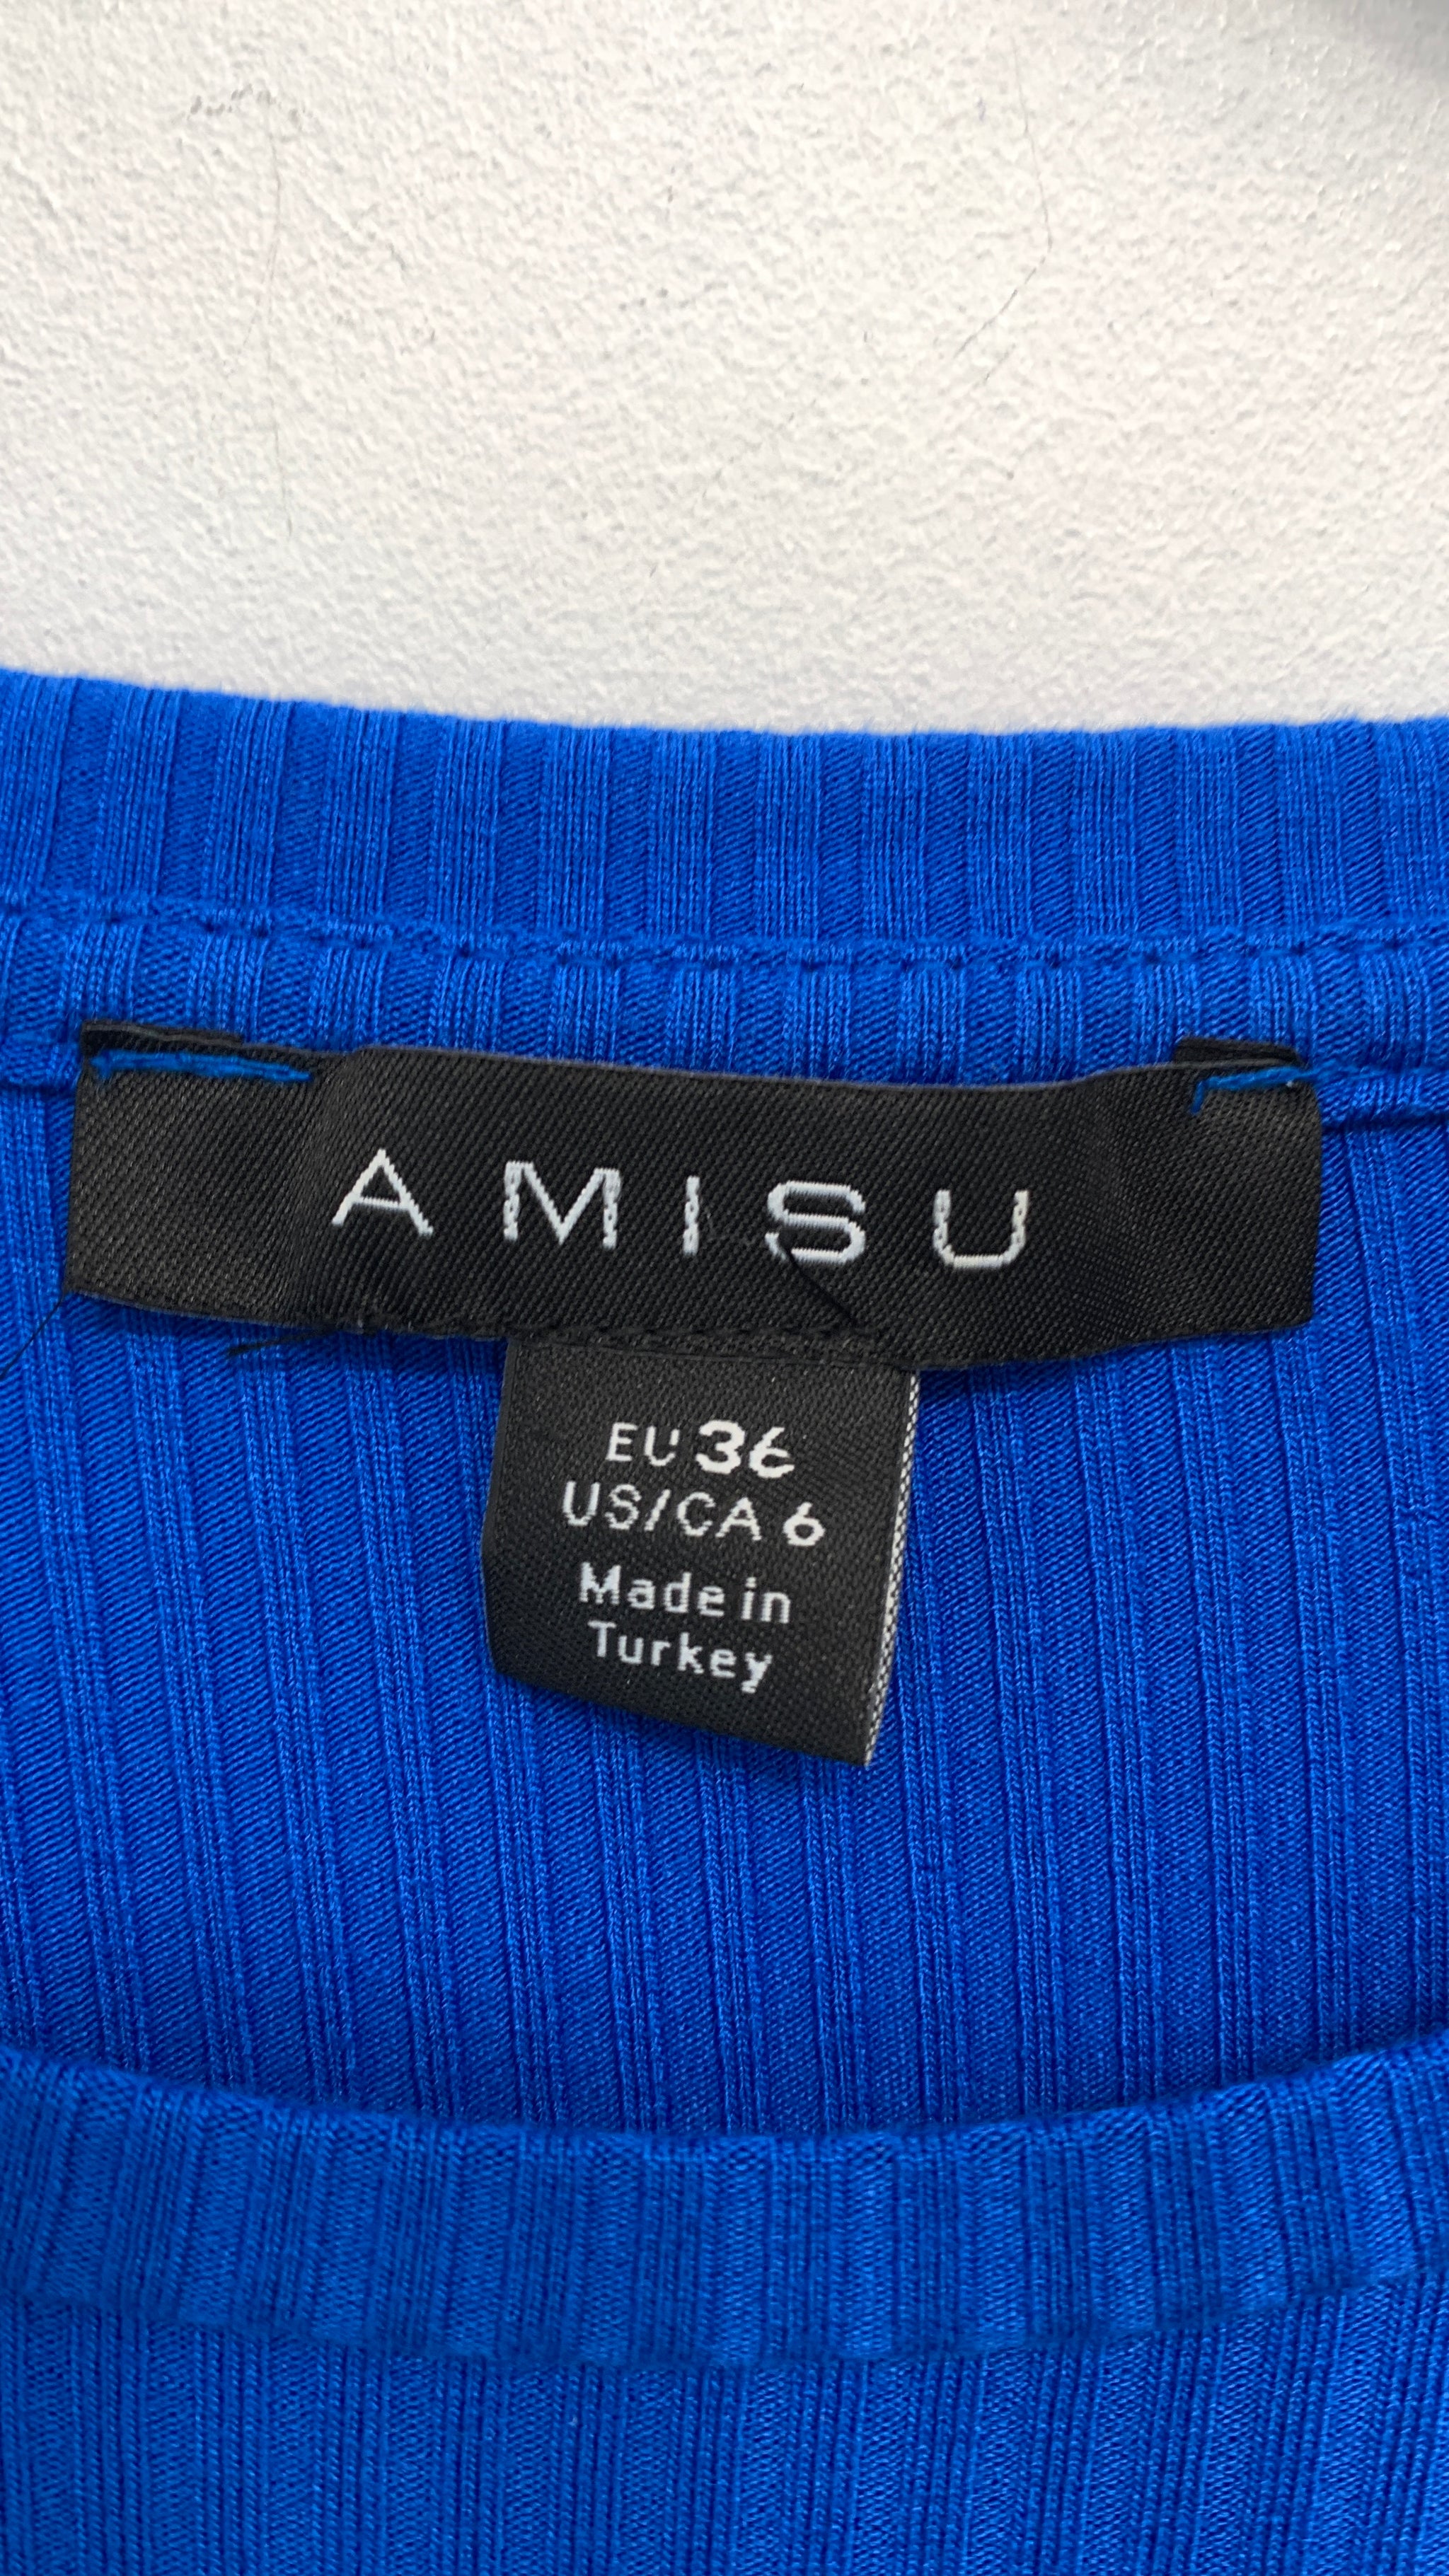 AMISU
EU 36
US/CA 6
Made in
Turkey